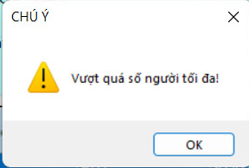 CHÚ Ý
Vượt quá số người tối đa!
OK